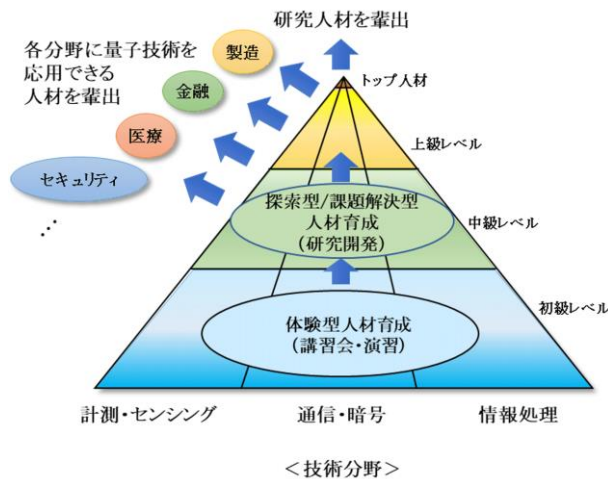 研究人材を輩出
各分野に量子技術を
応用できる
人材を輩出
製造
金融
医療
セキュリティ
…
トップ人材
上級レベル
探索型/課題解決型
人材育成
(研究開発)
中級レベル
体験型人材育成
(講習会・演習)
初級レベル
計測・センシング
通信・暗号
情報処理
＜技術分野＞